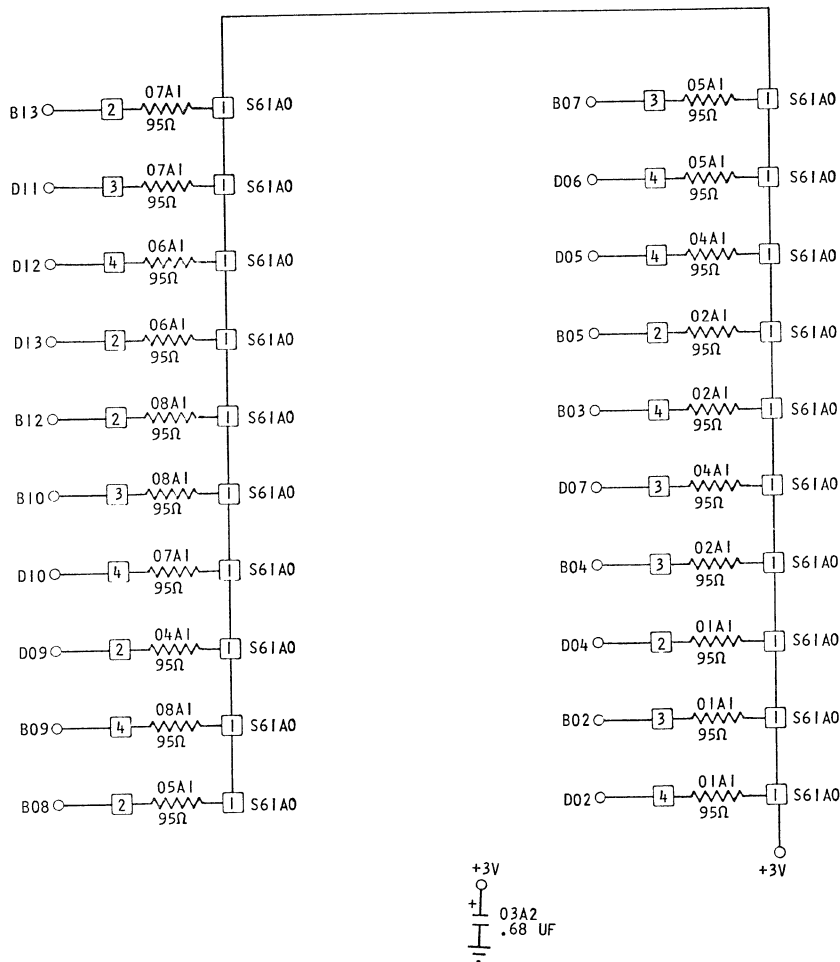 07A1
B13 2 1 S61A0
95Ω
07A1
D11 3 1 S61A0
95Ω
06A1
D12 4 1 S61A0
95Ω
06A1
D13 2 1 S61A0
95Ω
08A1
B12 2 1 S61A0
95Ω
08A1
B10 3 1 S61A0
95Ω
07A1
D10 4 1 S61A0
95Ω
04A1
D09 2 1 S61A0
95Ω
08A1
B09 4 1 S61A0
95Ω
05A1
B08 2 1 S61A0
95Ω
05A1
B07 3 1 S61A0
95Ω
05A1
D06 4 1 S61A0
95Ω
04A1
D05 4 1 S61A0
95Ω
02A1
B05 2 1 S61A0
95Ω
02A1
B03 4 1 S61A0
95Ω
04A1
D07 3 1 S61A0
95Ω
02A1
B04 3 1 S61A0
95Ω
01A1
D04 2 1 S61A0
95Ω
01A1
B02 3 1 S61A0
95Ω
01A1
D02 4 1 S61A0
95Ω
+3V
+3V
+
03A2
.68 UF